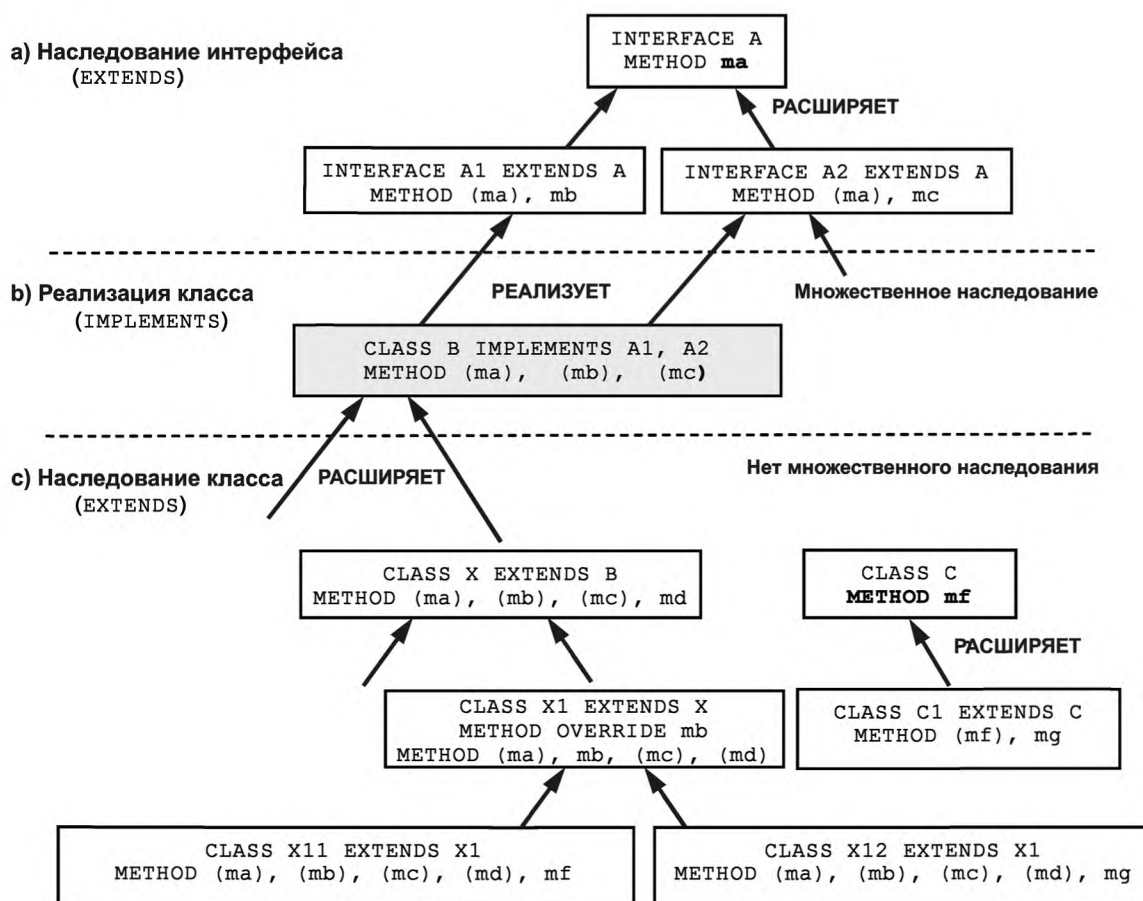 а) Наследование интерфейса
(EXTENDS)
INTERFACE A
METHOD ma
РАСШИРЯЕТ
INTERFACE A1 EXTENDS A
METHOD (ma), mb
INTERFACE A2 EXTENDS A
METHOD (ma), mc
b) Реализация класса
(IMPLEMENTS)
РЕАЛИЗУЕТ
Множественное наследование
CLASS B IMPLEMENTS A1, A2
METHOD (ma), (mb), (mc)
c) Наследование класса
(EXTENDS)
РАСШИРЯЕТ
Нет множественного наследования
CLASS X EXTENDS B
METHOD (ma), (mb), (mc), md
CLASS C
METHOD mf
РАСШИРЯЕТ
CLASS X1 EXTENDS X
METHOD OVERRIDE mb
METHOD (ma), mb, (mc), (md)
CLASS C1 EXTENDS C
METHOD (mf), mg
CLASS X11 EXTENDS X1
METHOD (ma), (mb), (mc), (md), mf
CLASS X12 EXTENDS X1
METHOD (ma), (mb), (mc), (md), mg